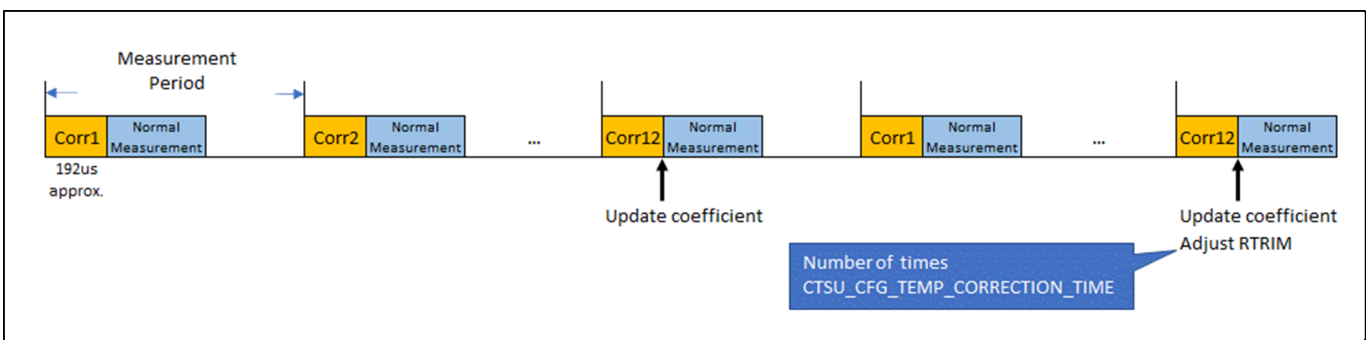 Measurement
Period
Corr1
Normal
Measurement
Corr2
Normal
Measurement
...
Corr12
Normal
Measurement
Corr1
Normal
Measurement
...
Corr12
Normal
Measurement
192us
approx.
Update coefficient
Update coefficient
Adjust RTRIM
Number of times
CTSU_CFG_TEMP_CORRECTION_TIME